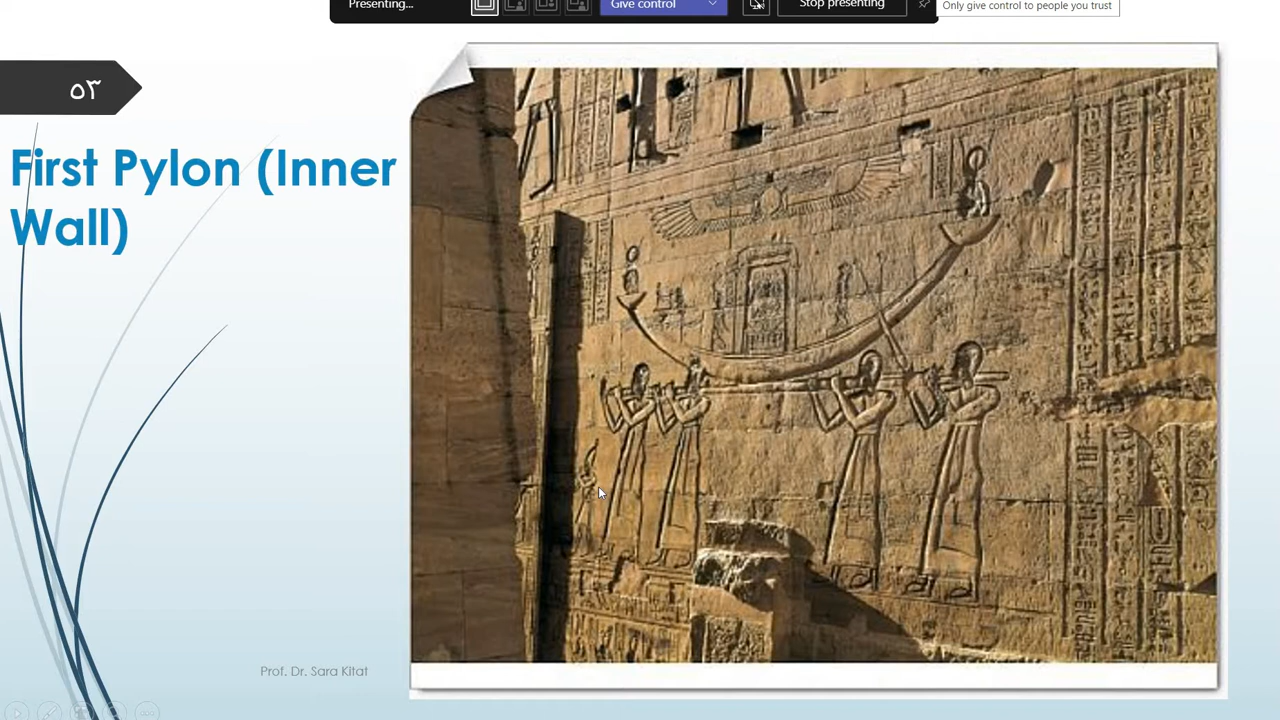 Presenting...
Give control
Stop presenting
Only give control to people you trust
٥٣
First Pylon (Inner
Wall)
Prof. Dr. Sara Kitat